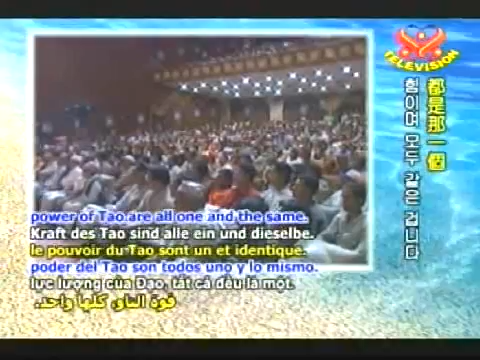 TELEVISION
都是那一個
힘이며 모두 같은 겁니다
power of Tao are all one and the same.
Kraft des Tao sind alle ein und dieselbe.
le pouvoir du Tao sont un et identique.
poder del Tao son todos uno y lo mismo.
lực lượng của Đạo, tất cả đều là một.
قوة التاو، كلها واحد.